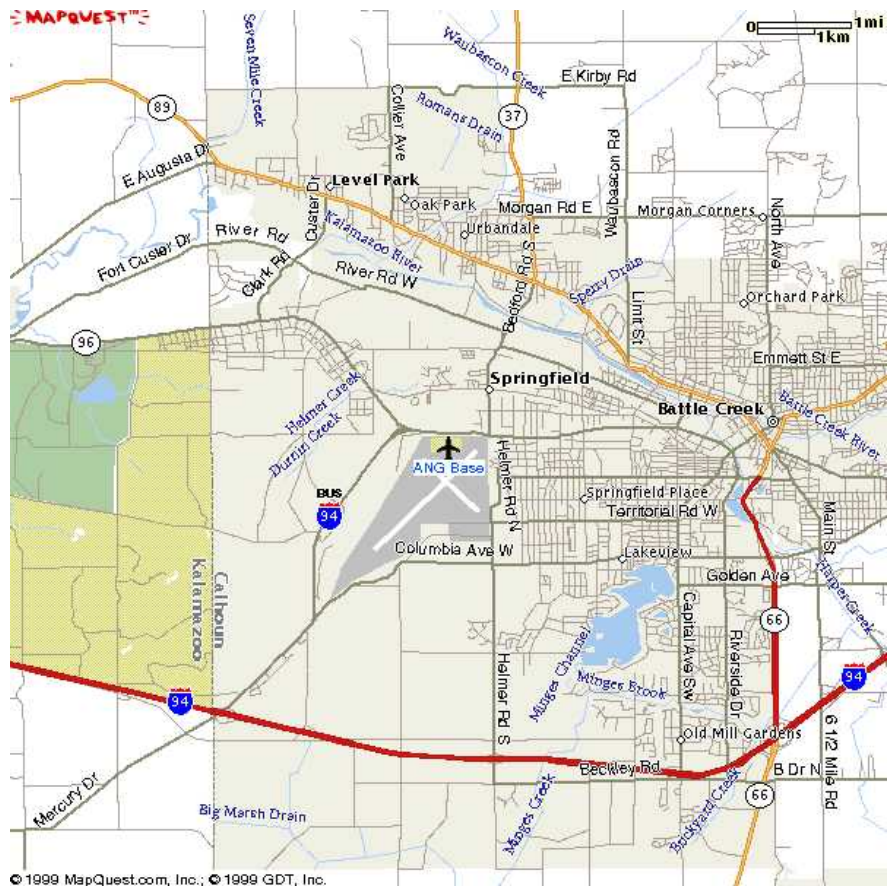 MAPQUEST™
0 1mi
1km
Seven Mile Creek
Waubascon Creek
E Kirby Rd
89
Collier Ave
Romans Drain
37
Waubascon Rd
E Augusta Dr
Custer Dr
Level Park
Oak Park
Morgan Rd E
Morgan Corners
North Ave
Urbandale
Kalamazoo River
River Rd
Fort Custer Dr
Clark Rd
River Rd W
Bedford Rd S
Sperry Drain
Limit St
Orchard Park
96
Emmett St E
Springfield
Helmer Creek
Dumin Creek
Battle Creek
Battle Creek River
ANG Base
Helmer Rd N
BUS
94
Springfield Place
Territorial Rd W
Main St
Columbia Ave W
Lakeview
Golden Ave
Harper Creek
Kalamazoo
Calhoun
Capital Ave SW
Riverside Dr
66
Minges Channel
Minges Brook
Helmer Rd S
94
94
6 1/2 Mile Rd
Old Mill Gardens
Beckley Rd
B Dr N
Mercury Dr
Big Marsh Drain
Minges Creek
Brickyard Creek
66
© 1999 MapQuest.com, Inc.; © 1999 GDT, Inc.